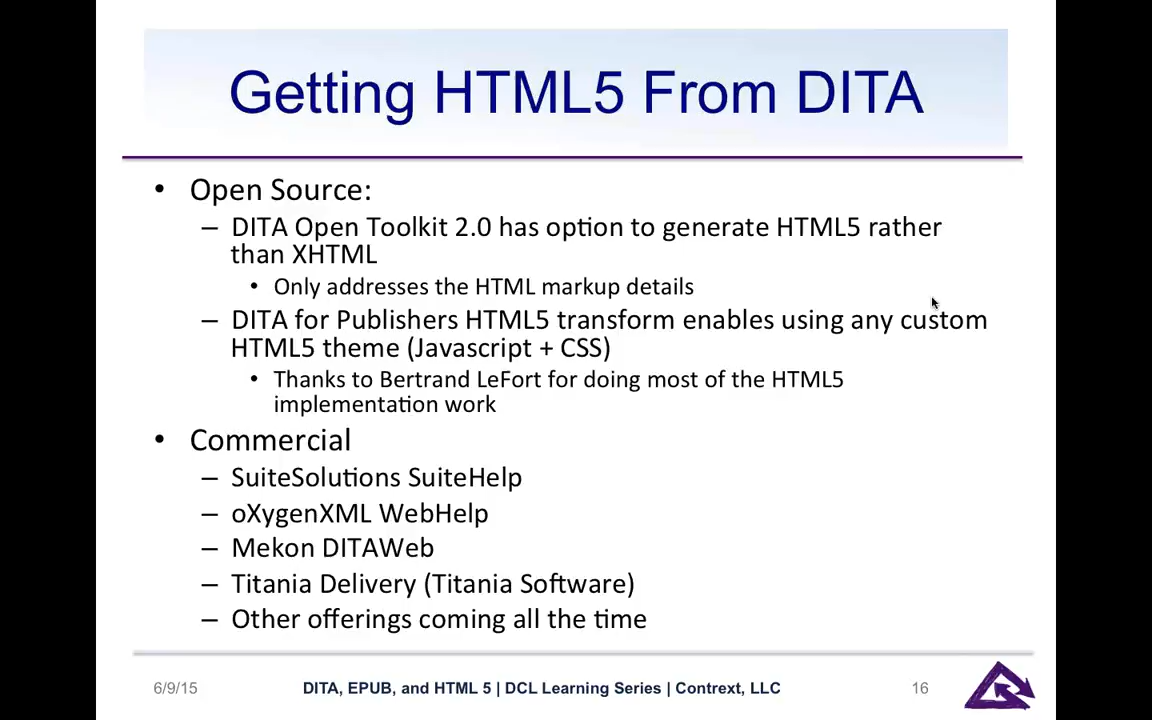 Getting HTML5 From DITA
• Open Source:
– DITA Open Toolkit 2.0 has option to generate HTML5 rather
than XHTML
• Only addresses the HTML markup details
– DITA for Publishers HTML5 transform enables using any custom
HTML5 theme (Javascript + CSS)
• Thanks to Bertrand LeFort for doing most of the HTML5
implementation work
• Commercial
– SuiteSolutions SuiteHelp
– oXygenXML WebHelp
– Mekon DITAWeb
– Titania Delivery (Titania Software)
– Other offerings coming all the time
6/9/15 DITA, EPUB, and HTML 5 | DCL Learning Series | Contrext, LLC 16